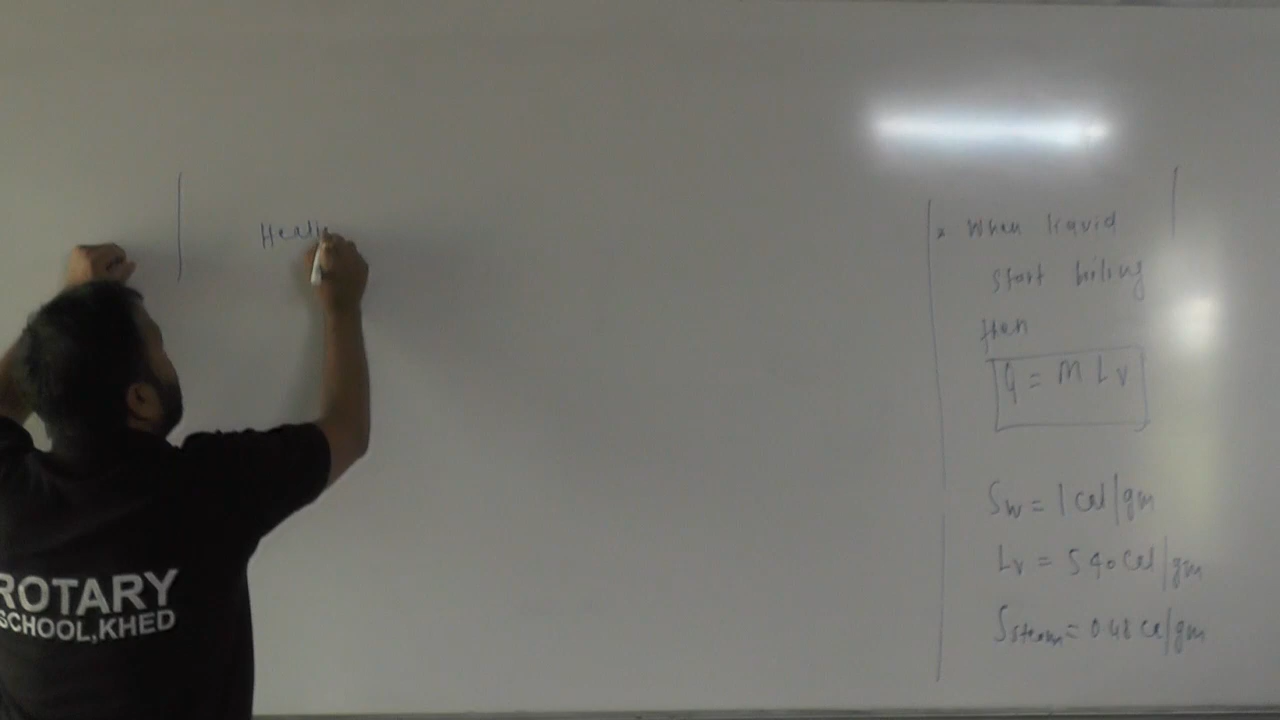 Heati
* When liquid
start boiling
then
Q = m Lv
Sw = 1 cal/gm
Lv = 540 cal/gm
Ssteam = 0.48 ca/gm
ROTARY
SCHOOL,KHED